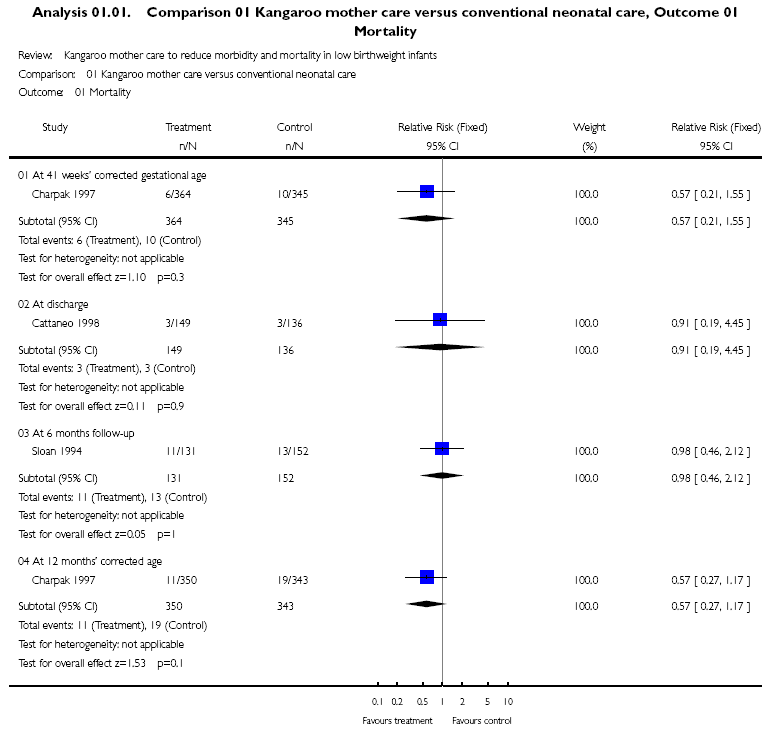 Analysis 01.01. Comparison 01 Kangaroo mother care versus conventional neonatal care, Outcome 01
Mortality
Review: Kangaroo mother care to reduce morbidity and mortality in low birthweight infants
Comparison: 01 Kangaroo mother care versus conventional neonatal care
Outcome: 01 Mortality
Study Treatment Control Relative Risk (Fixed) Weight Relative Risk (Fixed)
n/N n/N 95% CI (%) 95% CI
01 At 41 weeks' corrected gestational age
Charpak 1997 6/364 10/345 100.0 0.57 [ 0.21, 1.55 ]
Subtotal (95% CI) 364 345 100.0 0.57 [ 0.21, 1.55 ]
Total events: 6 (Treatment), 10 (Control)
Test for heterogeneity: not applicable
Test for overall effect z=1.10 p=0.3
02 At discharge
Cattaneo 1998 3/149 3/136 100.0 0.91 [ 0.19, 4.45 ]
Subtotal (95% CI) 149 136 100.0 0.91 [ 0.19, 4.45 ]
Total events: 3 (Treatment), 3 (Control)
Test for heterogeneity: not applicable
Test for overall effect z=0.11 p=0.9
03 At 6 months follow-up
Sloan 1994 11/131 13/152 100.0 0.98 [ 0.46, 2.12 ]
Subtotal (95% CI) 131 152 100.0 0.98 [ 0.46, 2.12 ]
Total events: 11 (Treatment), 13 (Control)
Test for heterogeneity: not applicable
Test for overall effect z=0.05 p=1
04 At 12 months' corrected age
Charpak 1997 11/350 19/343 100.0 0.57 [ 0.27, 1.17 ]
Subtotal (95% CI) 350 343 100.0 0.57 [ 0.27, 1.17 ]
Total events: 11 (Treatment), 19 (Control)
Test for heterogeneity: not applicable
Test for overall effect z=1.53 p=0.1
0.1 0.2 0.5 1 2 5 10
Favours treatment Favours control